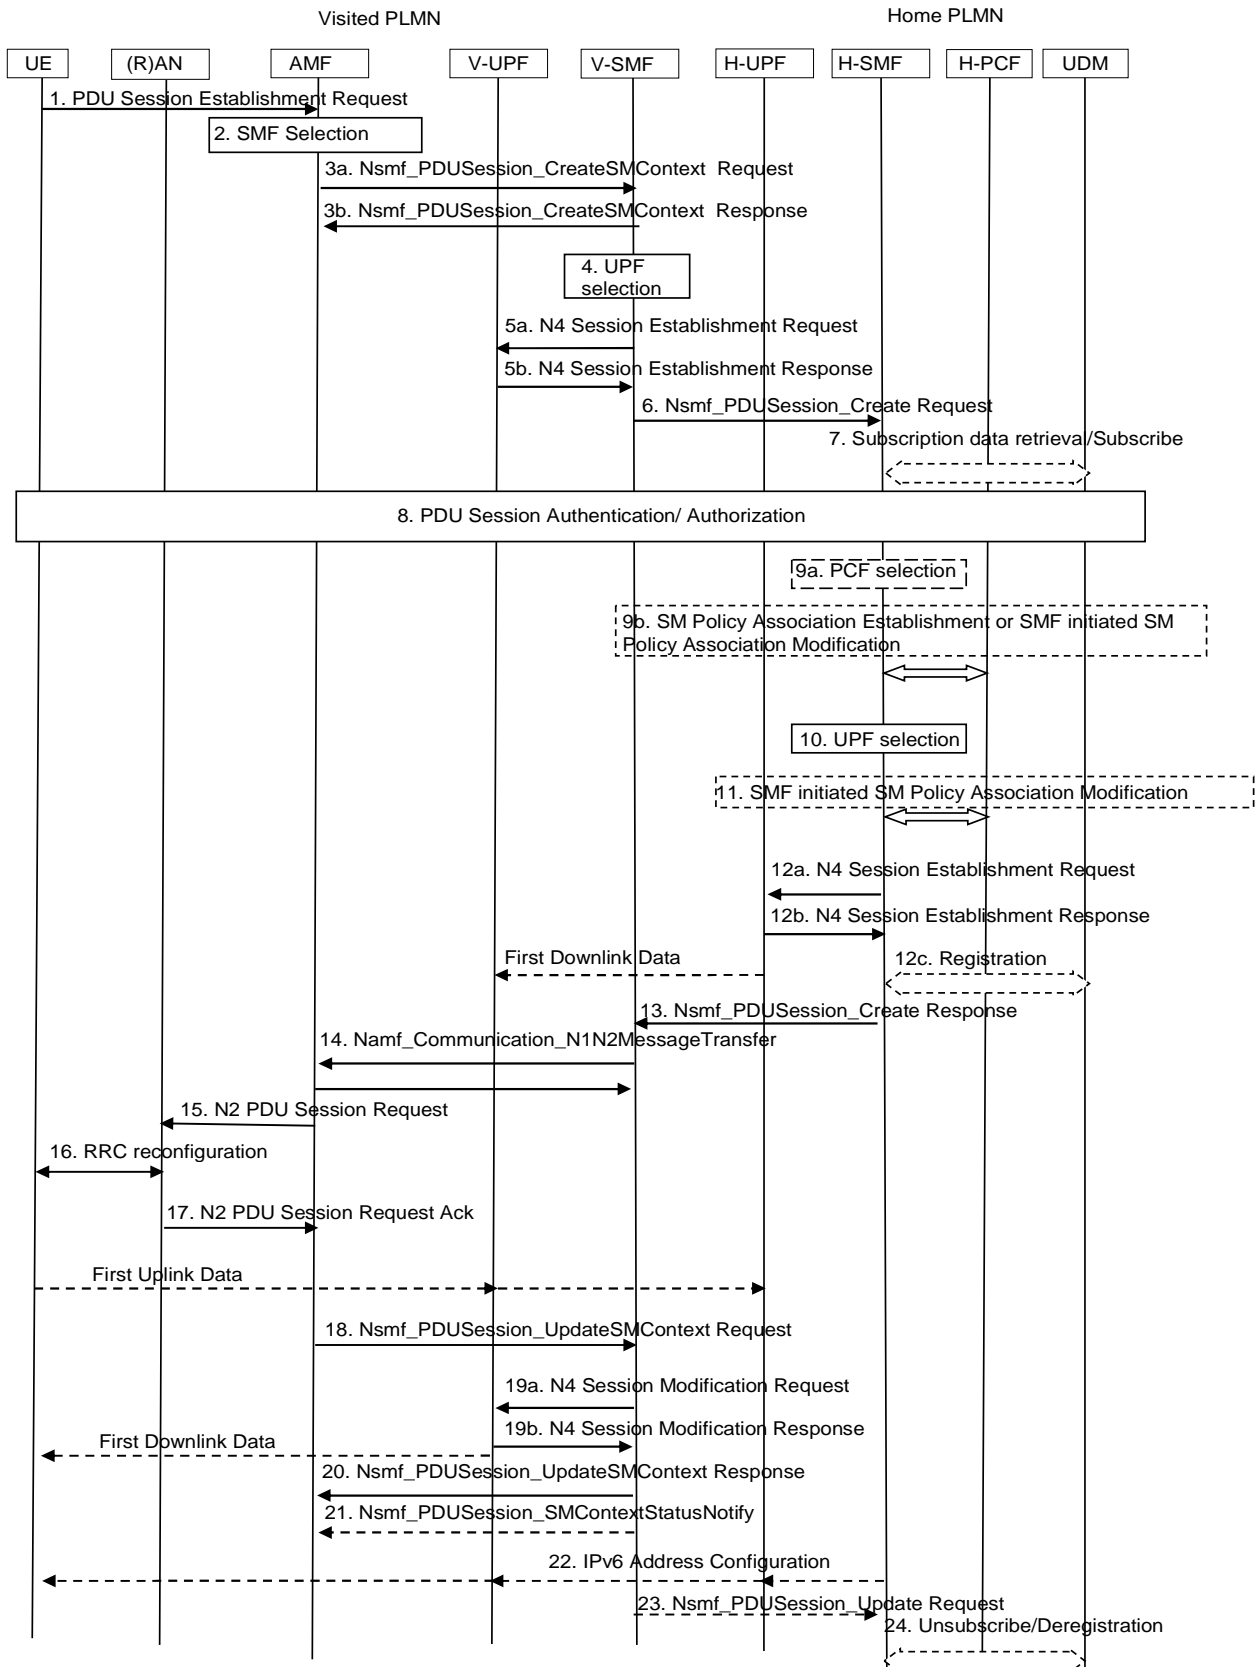 Visited PLMN
Home PLMN
UE
(R)AN
AMF
V-UPF
V-SMF
H-UPF
H-SMF
H-PCF
UDM
1. PDU Session Establishment Request
2. SMF Selection
3a. Nsmf_PDUSession_CreateSMContext Request
3b. Nsmf_PDUSession_CreateSMContext Response
4. UPF
selection
5a. N4 Session Establishment Request
5b. N4 Session Establishment Response
6. Nsmf_PDUSession_Create Request
7. Subscription data retrieval/Subscribe
8. PDU Session Authentication/ Authorization
9a. PCF selection
9b. SM Policy Association Establishment or SMF initiated SM
Policy Association Modification
10. UPF selection
11. SMF initiated SM Policy Association Modification
12a. N4 Session Establishment Request
12b. N4 Session Establishment Response
First Downlink Data
12c. Registration
13. Nsmf_PDUSession_Create Response
14. Namf_Communication_N1N2MessageTransfer
15. N2 PDU Session Request
16. RRC reconfiguration
17. N2 PDU Session Request Ack
First Uplink Data
18. Nsmf_PDUSession_UpdateSMContext Request
19a. N4 Session Modification Request
19b. N4 Session Modification Response
First Downlink Data
20. Nsmf_PDUSession_UpdateSMContext Response
21. Nsmf_PDUSession_SMContextStatusNotify
22. IPv6 Address Configuration
23. Nsmf_PDUSession_Update Request
24. Unsubscribe/Deregistration